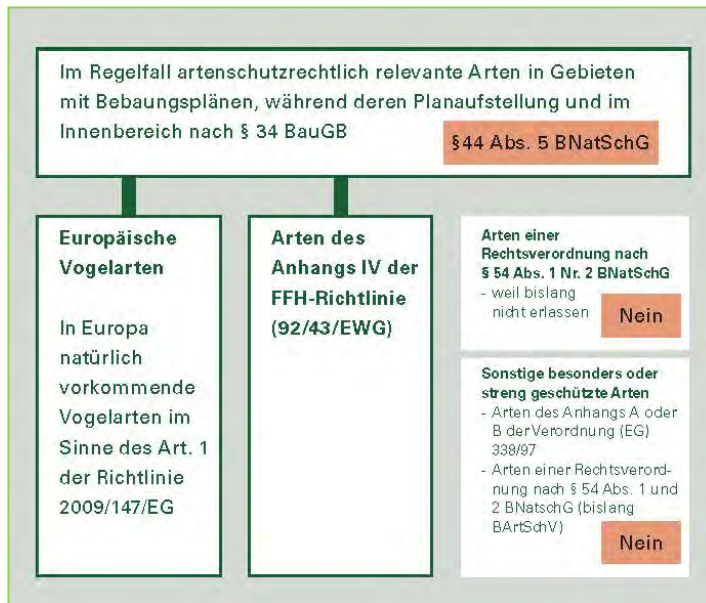 Im Regelfall artenschutzrechtlich relevante Arten in Gebieten
mit Bebaungsplänen, während deren Planaufstellung und im
Innenbereich nach § 34 BauGB
§44 Abs. 5 BNatSchG
Europäische
Vogelarten
In Europa
natürlich
vorkommende
Vogelarten im
Sinne des Art. 1
der Richtlinie
2009/147/EG
Arten des
Anhangs IV der
FFH-Richtlinie
(92/43/EWG)
Arten einer
Rechtsverordnung nach
§ 54 Abs. 1 Nr. 2 BNatSchG
- weil bislang
nicht erlassen
Nein
Sonstige besonders oder
streng geschützte Arten
- Arten des Anhangs A oder
B der Verordnung (EG)
338/97
- Arten einer Rechtsverord-
nung nach § 54 Abs. 1 und
2 BNatschG (bislang
BArtSchV)
Nein